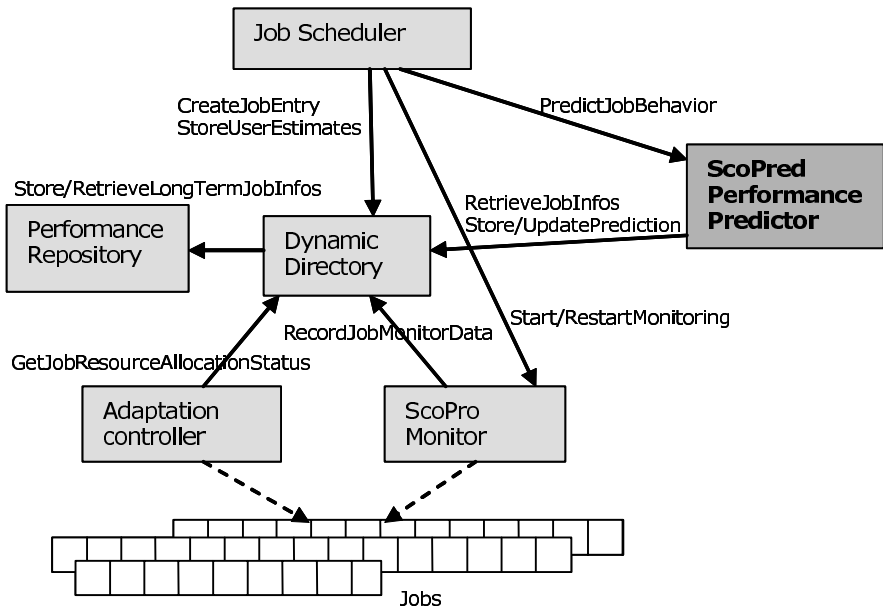 Job Scheduler
CreateJobEntry
StoreUserEstimates
PredictJobBehavior
ScoPred
Performance
Predictor
Store/RetrieveLongTermJobInfos
RetrieveJobInfos
Store/UpdatePrediction
Performance
Repository
Dynamic
Directory
Start/RestartMonitoring
RecordJobMonitorData
GetJobResourceAllocationStatus
Adaptation
controller
ScoPro
Monitor
Jobs